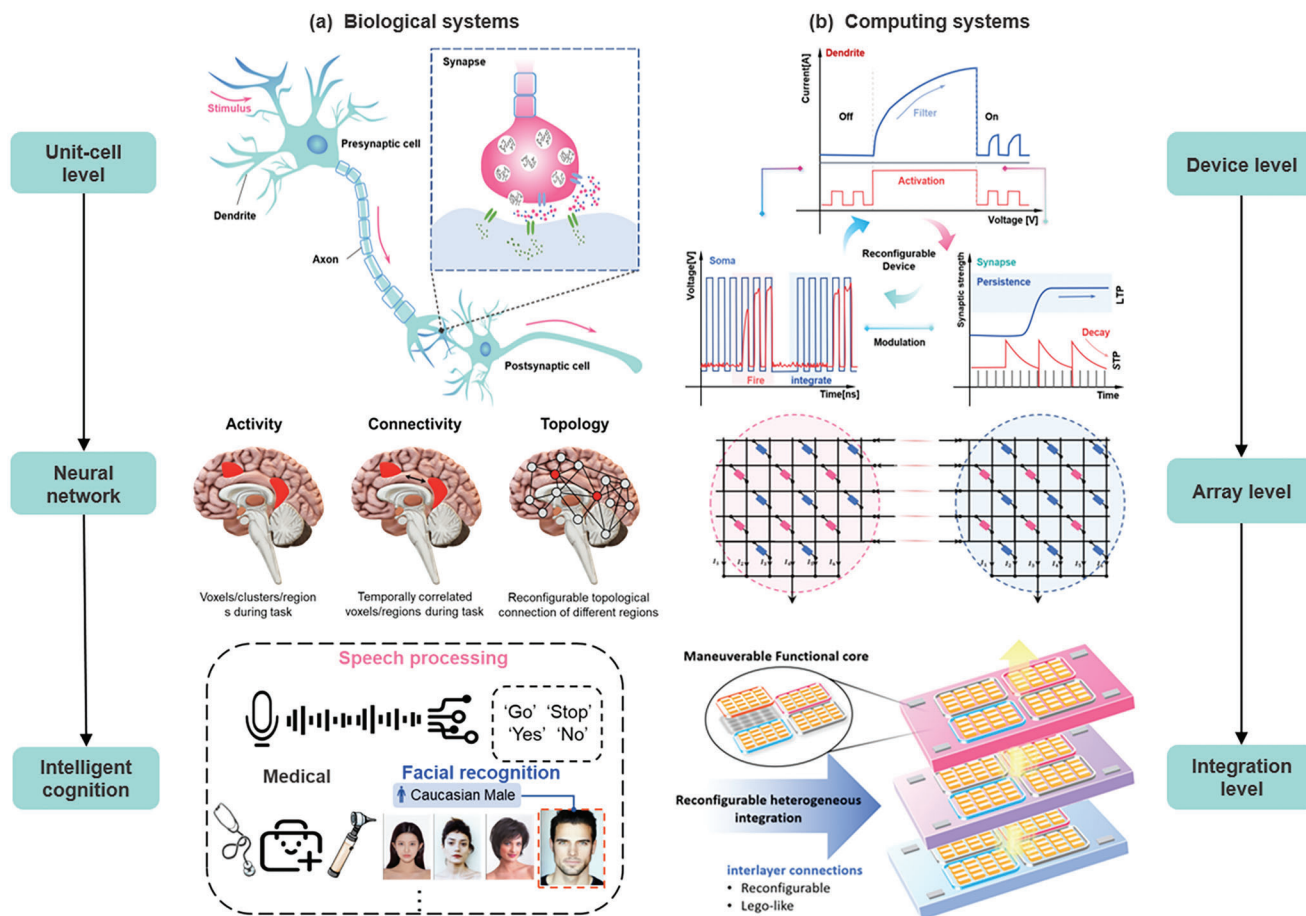 (a) Biological systems
(b) Computing systems
Unit-cell
level
Neural
network
Intelligent
cognition
Stimulus
Presynaptic cell
Dendrite
Axon
Synapse
Postsynaptic cell
Activity
Connectivity
Topology
Voxels/clusters/region
s during task
Temporally correlated
voxels/regions during task
Reconfigurable topological
connection of different regions
Speech processing
‘Go’ ‘Stop’
‘Yes’ ‘No’
Medical
Facial recognition
Caucasian Male
Dendrite
Current[A]
Off
Filter
On
Activation
Voltage [V]
Soma
Voltage[V]
Fire
integrate
Time[ns]
Reconfigurable
Device
Modulation
Synapse
Synaptic strength
Persistence
LTP
Decay
STP
Time
Maneuverable Functional core
Reconfigurable heterogeneous
integration
interlayer connections
• Reconfigurable
• Lego-like
Device level
Array level
Integration
level